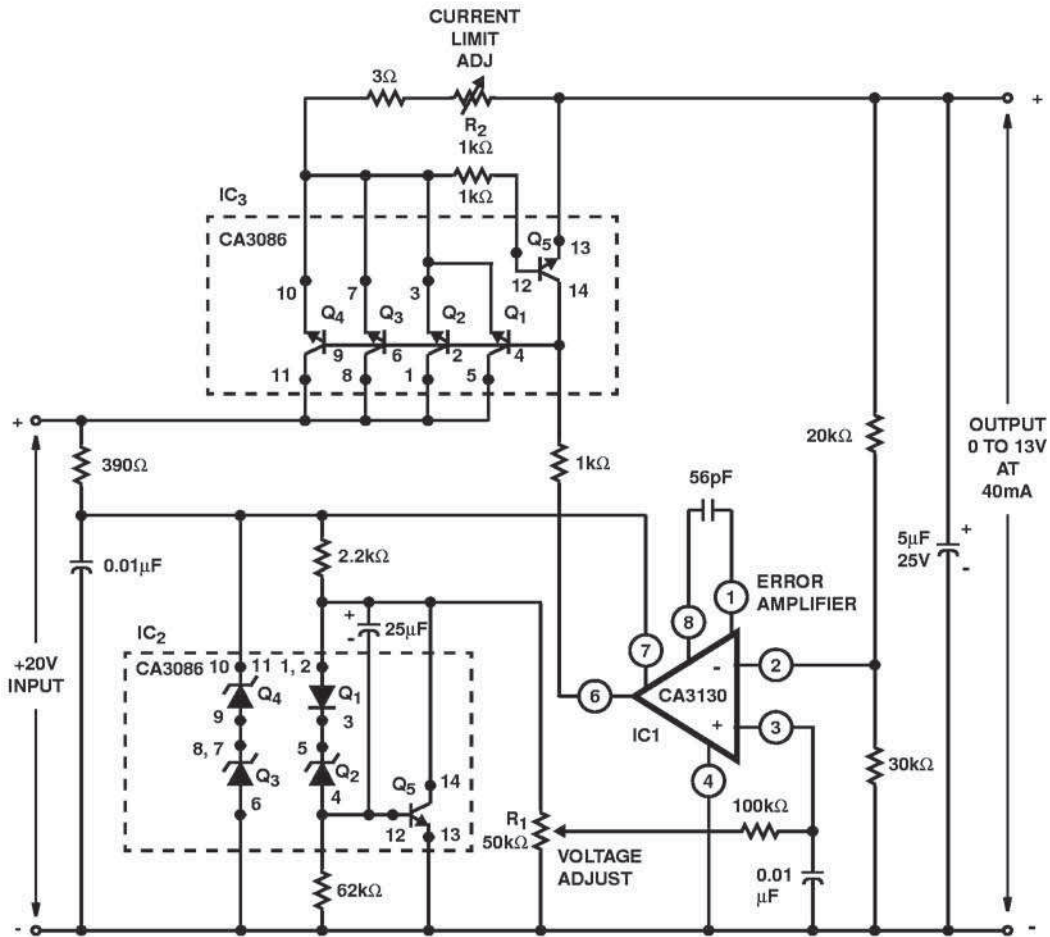 CURRENT
LIMIT
ADJ
3Ω
R2
1kΩ
1kΩ
+
IC3
CA3086
Q5
13
12
14
10
7
3
Q4
Q3
Q2
Q1
9
6
2
4
11
8
1
5
+
390Ω
1kΩ
20kΩ
OUTPUT
0 TO 13V
AT
40mA
56pF
0.01µF
2.2kΩ
5µF
25V
+
-
ERROR
AMPLIFIER
1
8
7
+
-
25µF
IC2
CA3086
10
11
1, 2
+20V
INPUT
Q4
Q1
9
3
8, 7
5
Q3
Q2
6
4
Q5
14
12
13
6
-
CA3130
2
+
3
IC1
4
30kΩ
R1
50kΩ
100kΩ
VOLTAGE
ADJUST
62kΩ
0.01
µF
-
-